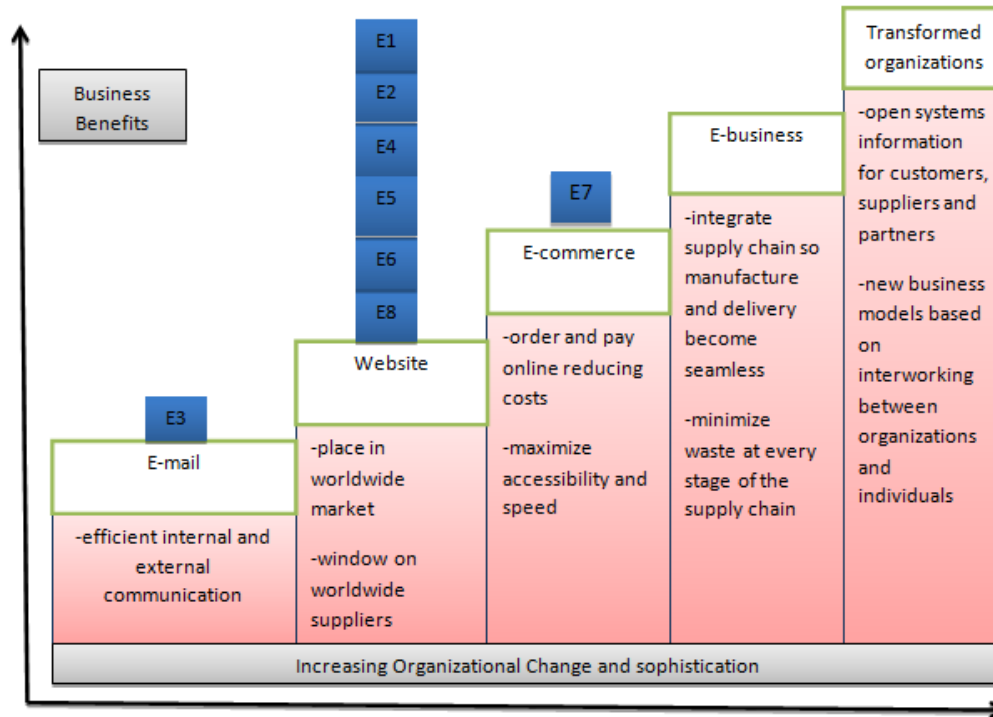 Business
Benefits
E3
E-mail
-efficient internal and
external
communication
E1
E2
E4
E5
E6
E8
Website
-place in
worldwide
market
-window on
worldwide
suppliers
E7
E-commerce
-order and pay
online reducing
costs
-maximize
accessibility and
speed
E-business
-integrate
supply chain so
manufacture
and delivery
become
seamless
-minimize
waste at every
stage of the
supply chain
Transformed
organizations
-open systems
information
for customers,
suppliers and
partners
-new business
models based
on
interworking
between
organizations
and
individuals
Increasing Organizational Change and sophistication